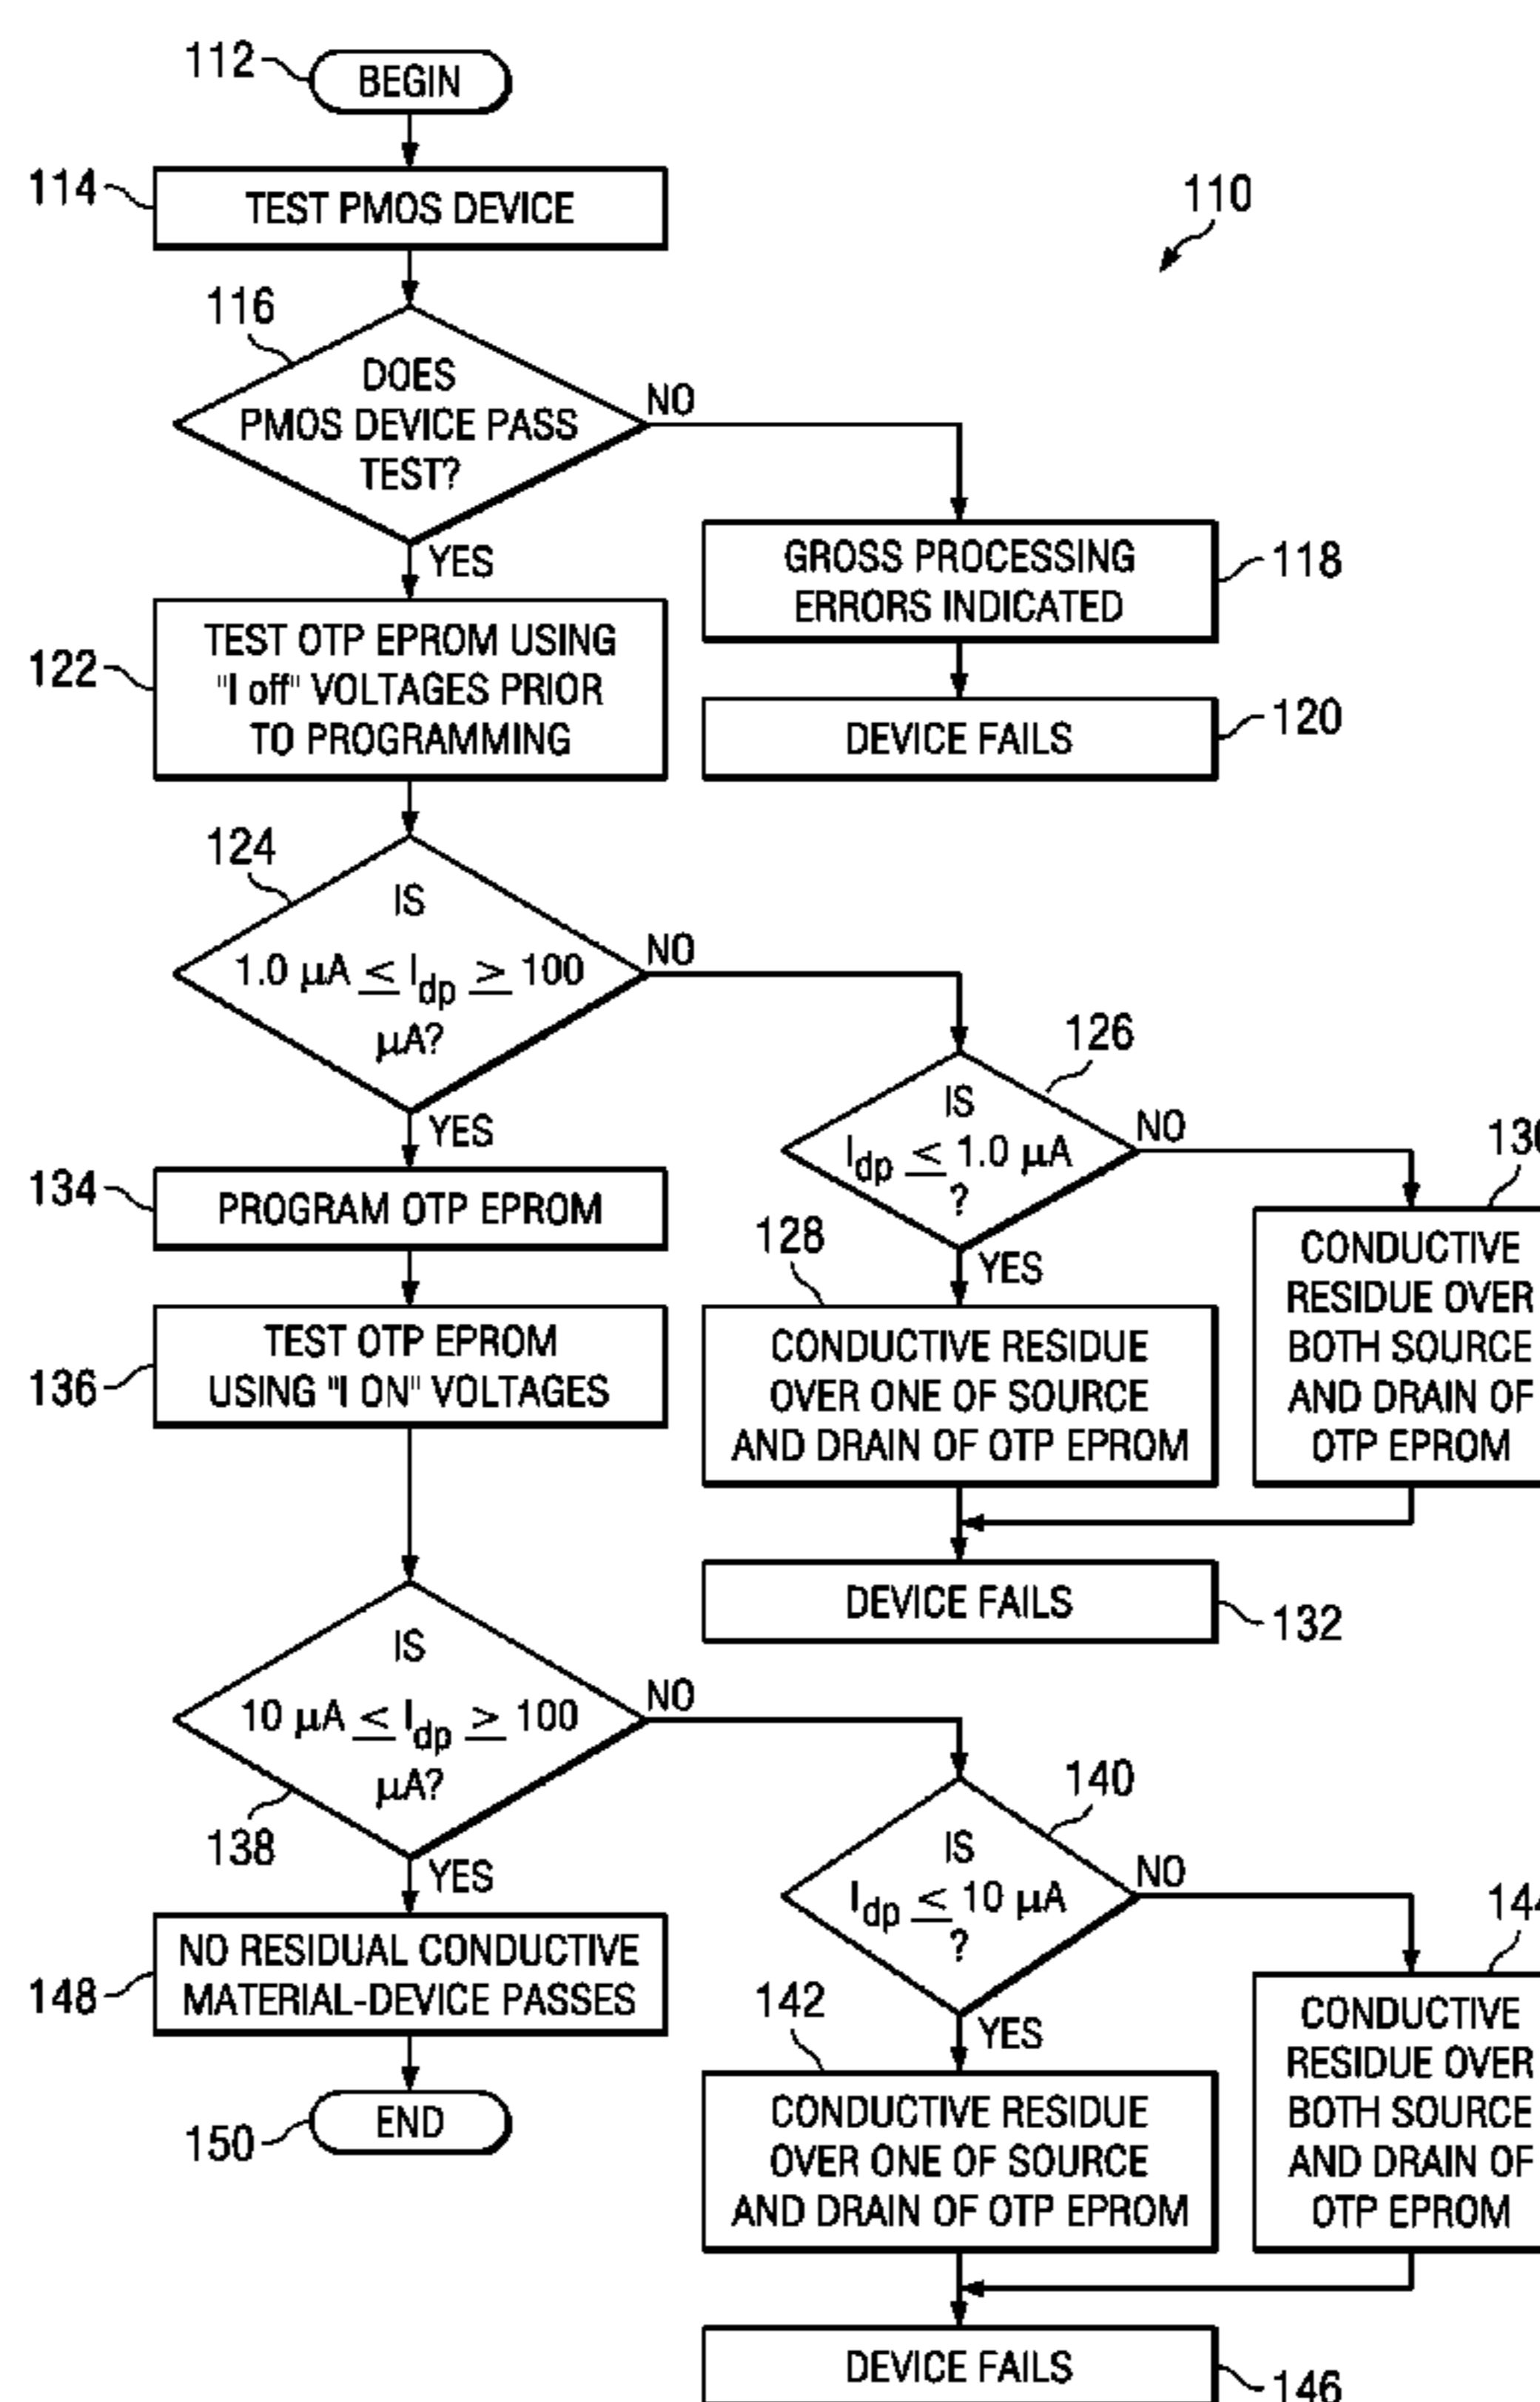 112
BEGIN
114
TEST PMOS DEVICE
110
116
DOES
PMOS DEVICE PASS
TEST?
NO
YES
GROSS PROCESSING
ERRORS INDICATED
118
122
TEST OTP EPROM USING
"I off" VOLTAGES PRIOR
TO PROGRAMMING
DEVICE FAILS
120
124
IS
1.0 µA ≤ Idp ≥ 100
µA?
NO
YES
126
IS
Idp ≤ 1.0 µA
?
NO
YES
134
PROGRAM OTP EPROM
128
CONDUCTIVE RESIDUE
OVER ONE OF SOURCE
AND DRAIN OF OTP EPROM
CONDUCTIVE
RESIDUE OVER
BOTH SOURCE
AND DRAIN OF
OTP EPROM
136
TEST OTP EPROM
USING "I ON" VOLTAGES
DEVICE FAILS
132
IS
10 µA ≤ Idp ≥ 100
µA?
138
NO
YES
140
IS
Idp ≤ 10 µA
?
NO
YES
148
NO RESIDUAL CONDUCTIVE
MATERIAL-DEVICE PASSES
142
CONDUCTIVE RESIDUE
OVER ONE OF SOURCE
AND DRAIN OF OTP EPROM
CONDUCTIVE
RESIDUE OVER
BOTH SOURCE
AND DRAIN OF
OTP EPROM
150
END
DEVICE FAILS
146